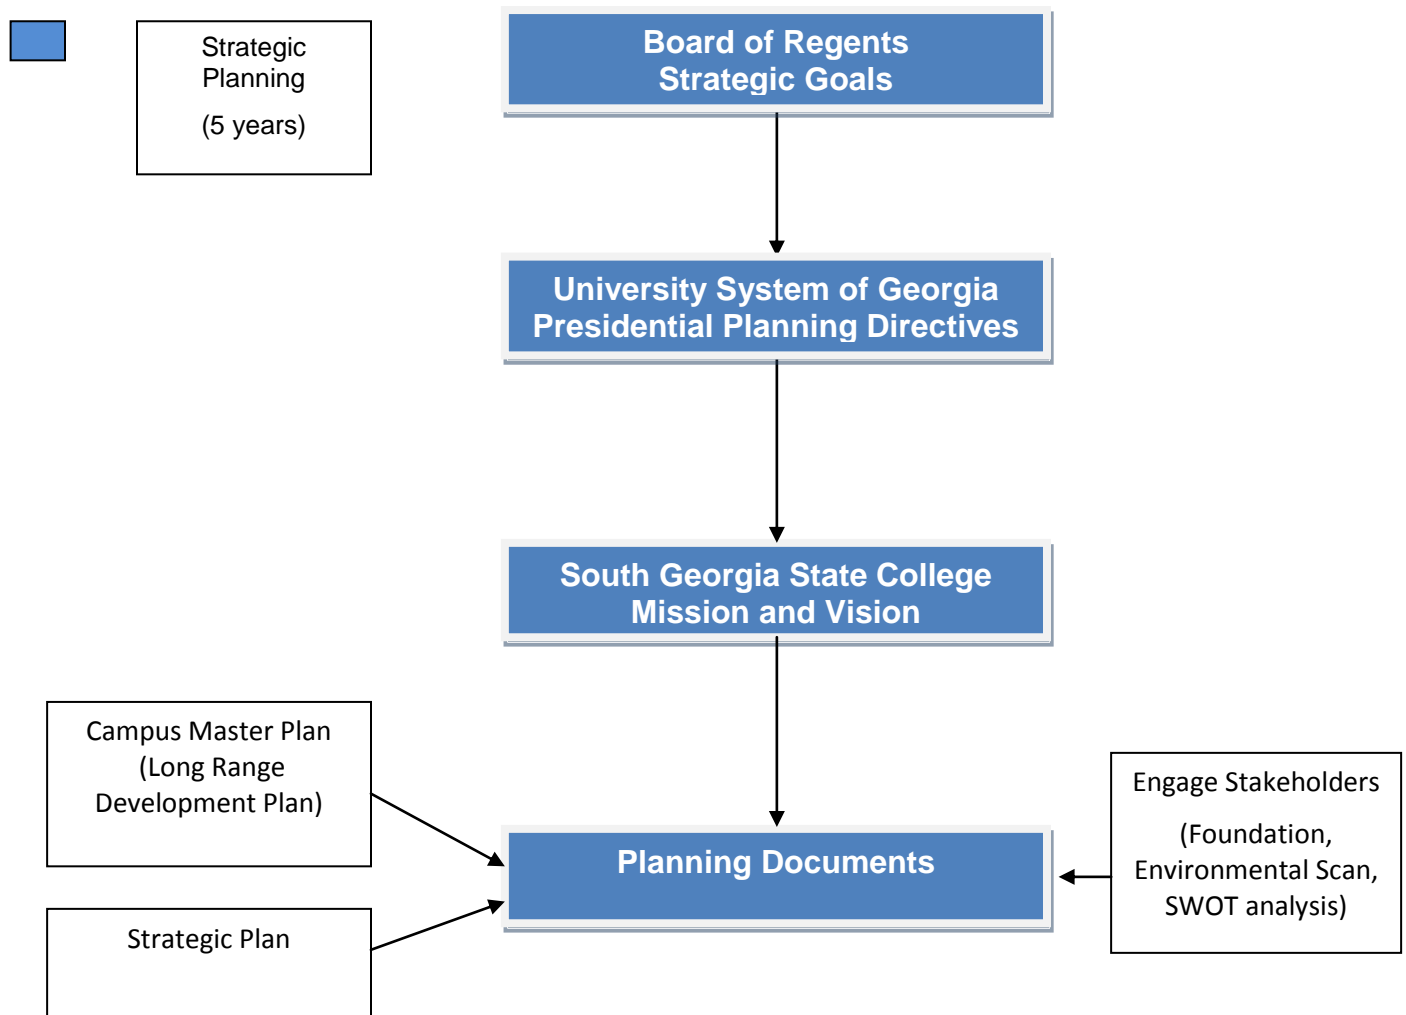 Strategic
Planning
(5 years)
Board of Regents
Strategic Goals
University System of Georgia
Presidential Planning Directives
South Georgia State College
Mission and Vision
Campus Master Plan
(Long Range
Development Plan)
Engage Stakeholders
(Foundation,
Environmental Scan,
SWOT analysis)
Planning Documents
Strategic Plan